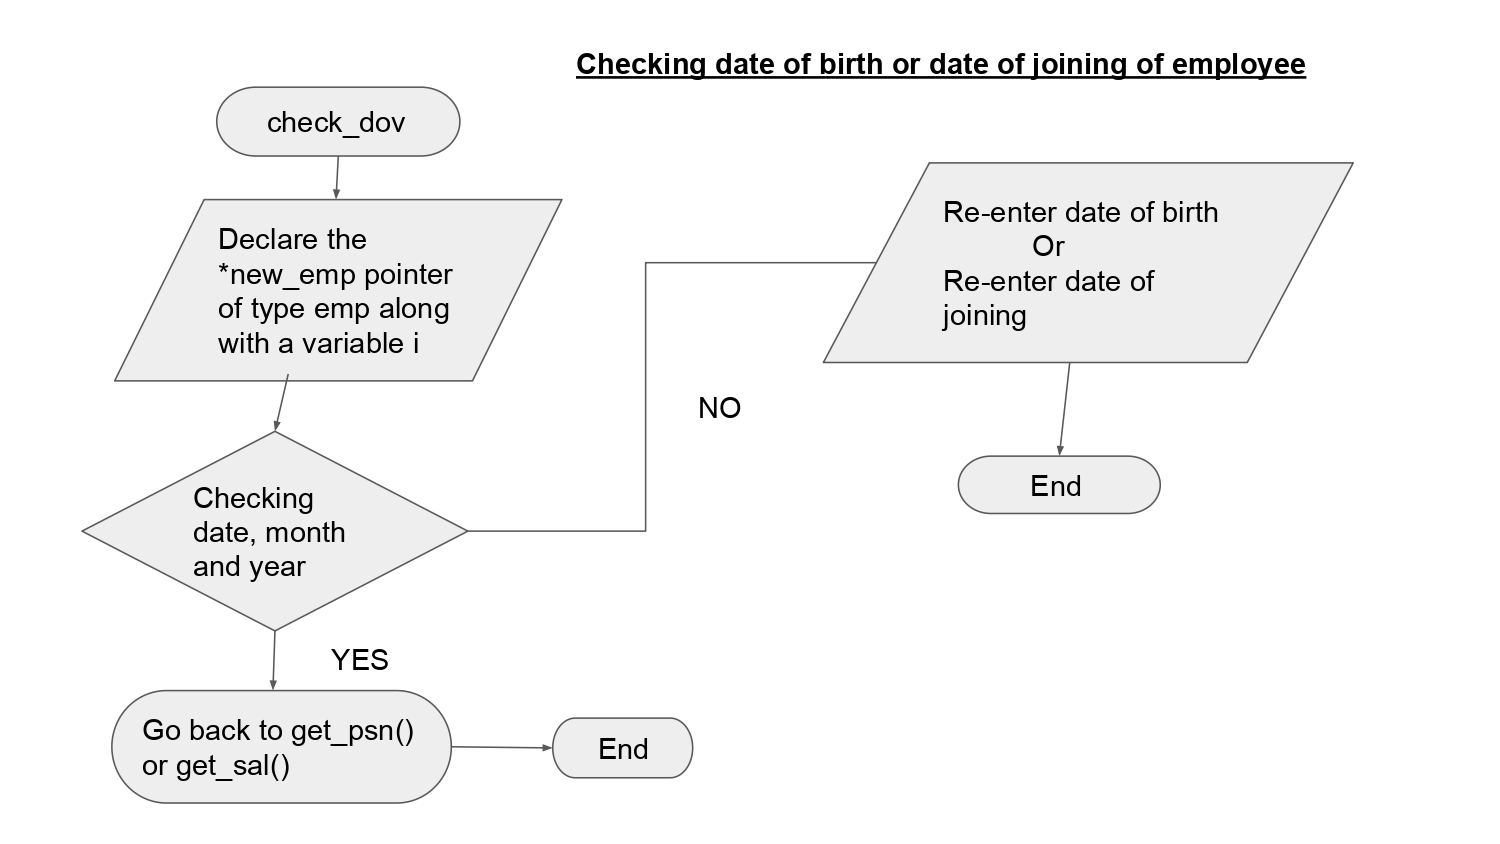 Checking date of birth or date of joining of employee
check_dov
Declare the
*new_emp pointer
of type emp along
with a variable i
Checking
date, month
and year
YES
Go back to get_psn()
or get_sal()
End
NO
Re-enter date of birth
Or
Re-enter date of
joining
End